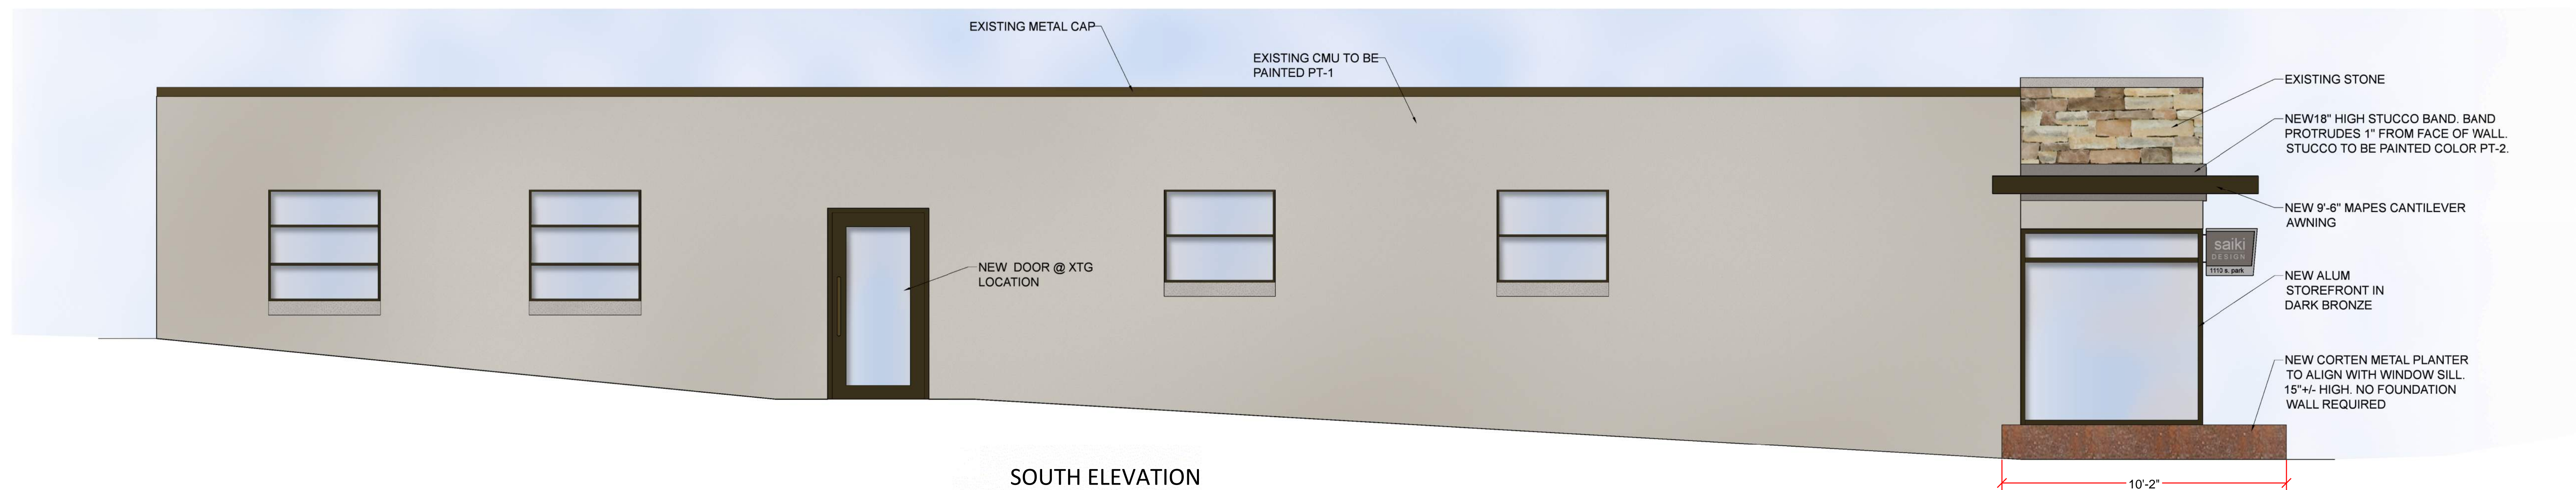 EXISTING METAL CAP
EXISTING CMU TO BE
PAINTED PT-1
EXISTING STONE
NEW18" HIGH STUCCO BAND. BAND
PROTRUDES 1" FROM FACE OF WALL.
STUCCO TO BE PAINTED COLOR PT-2.
NEW 9'-6" MAPES CANTILEVER
AWNING
saiki
DESIGN
1110 s. park
NEW DOOR @ XTG
LOCATION
NEW ALUM
STOREFRONT IN
DARK BRONZE
NEW CORTEN METAL PLANTER
TO ALIGN WITH WINDOW SILL.
15"+/- HIGH. NO FOUNDATION
WALL REQUIRED
SOUTH ELEVATION
10'-2"